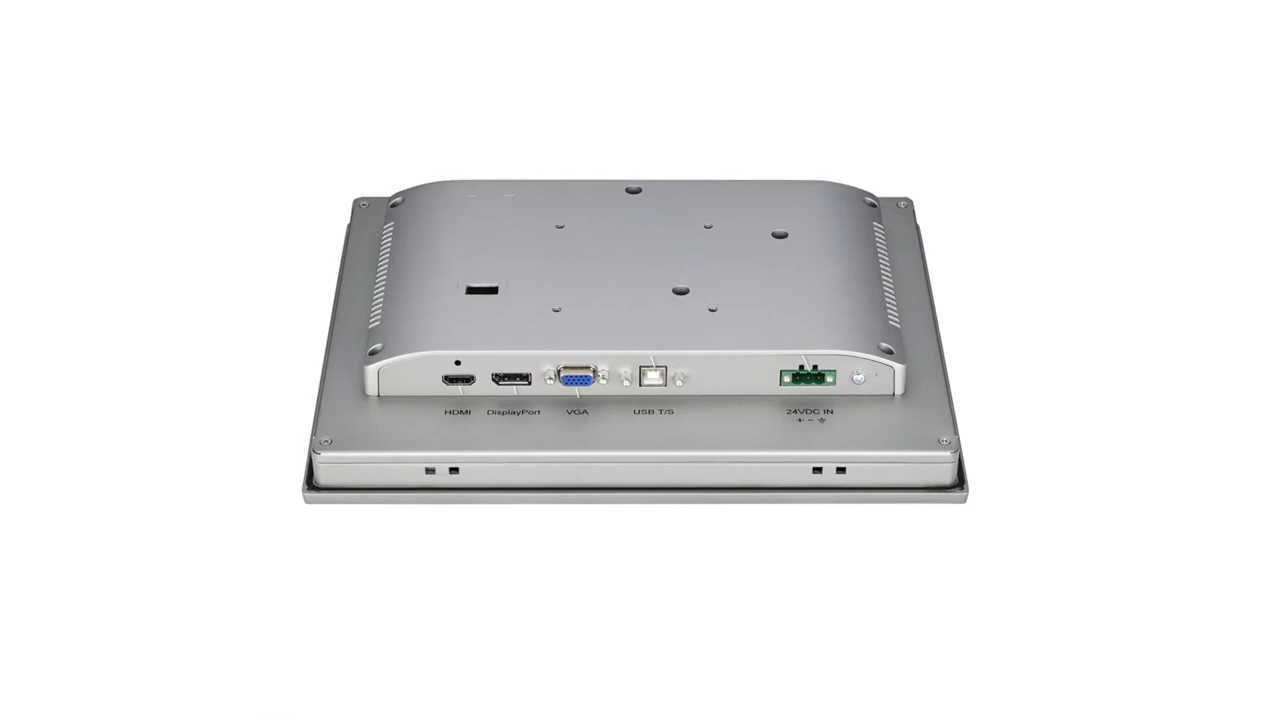 HDMI DisplayPort VGA USB T/S 24VDC IN
+ − ⏚